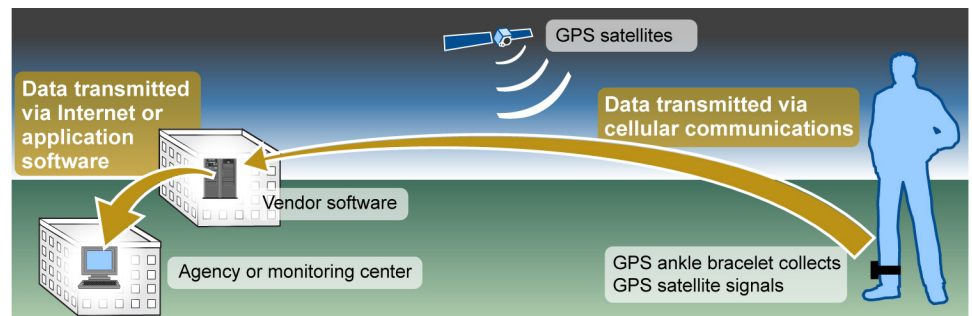 GPS satellites
Data transmitted
via Internet or
application
software
Data transmitted via
cellular communications
Vendor software
Agency or monitoring center
GPS ankle bracelet collects
GPS satellite signals